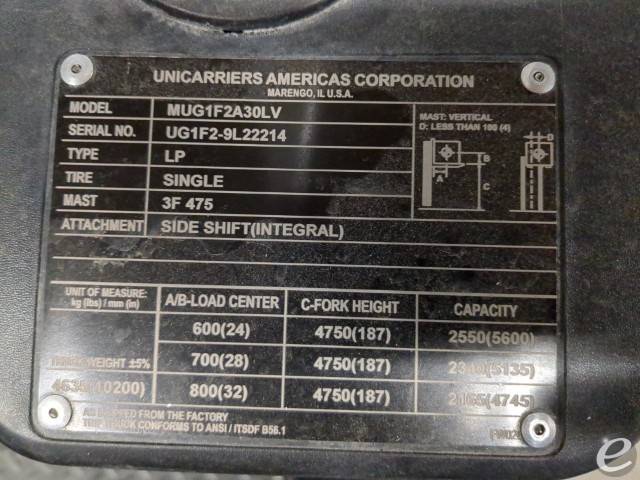 UNICARRIERS AMERICAS CORPORATION
MARENGO, IL U.S.A.
MODEL MUG1F2A30LV
SERIAL NO. UG1F2-9L22214
TYPE LP
TIRE SINGLE
MAST 3F 475
ATTACHMENT SIDE SHIFT(INTEGRAL)
MAST: VERTICAL
D: LESS THAN 100 (4)
D
B
A
C
UNIT OF MEASURE:
kg (lbs) / mm (in)
A/B-LOAD CENTER C-FORK HEIGHT CAPACITY
600(24) 4750(187) 2550(5600)
TRUCK WEIGHT ±5% 700(28) 4750(187)
800(32) 4750(187)
AS SHIPPED FROM THE FACTORY
THIS TRUCK CONFORMS TO ANSI / ITSDF B56.1
e